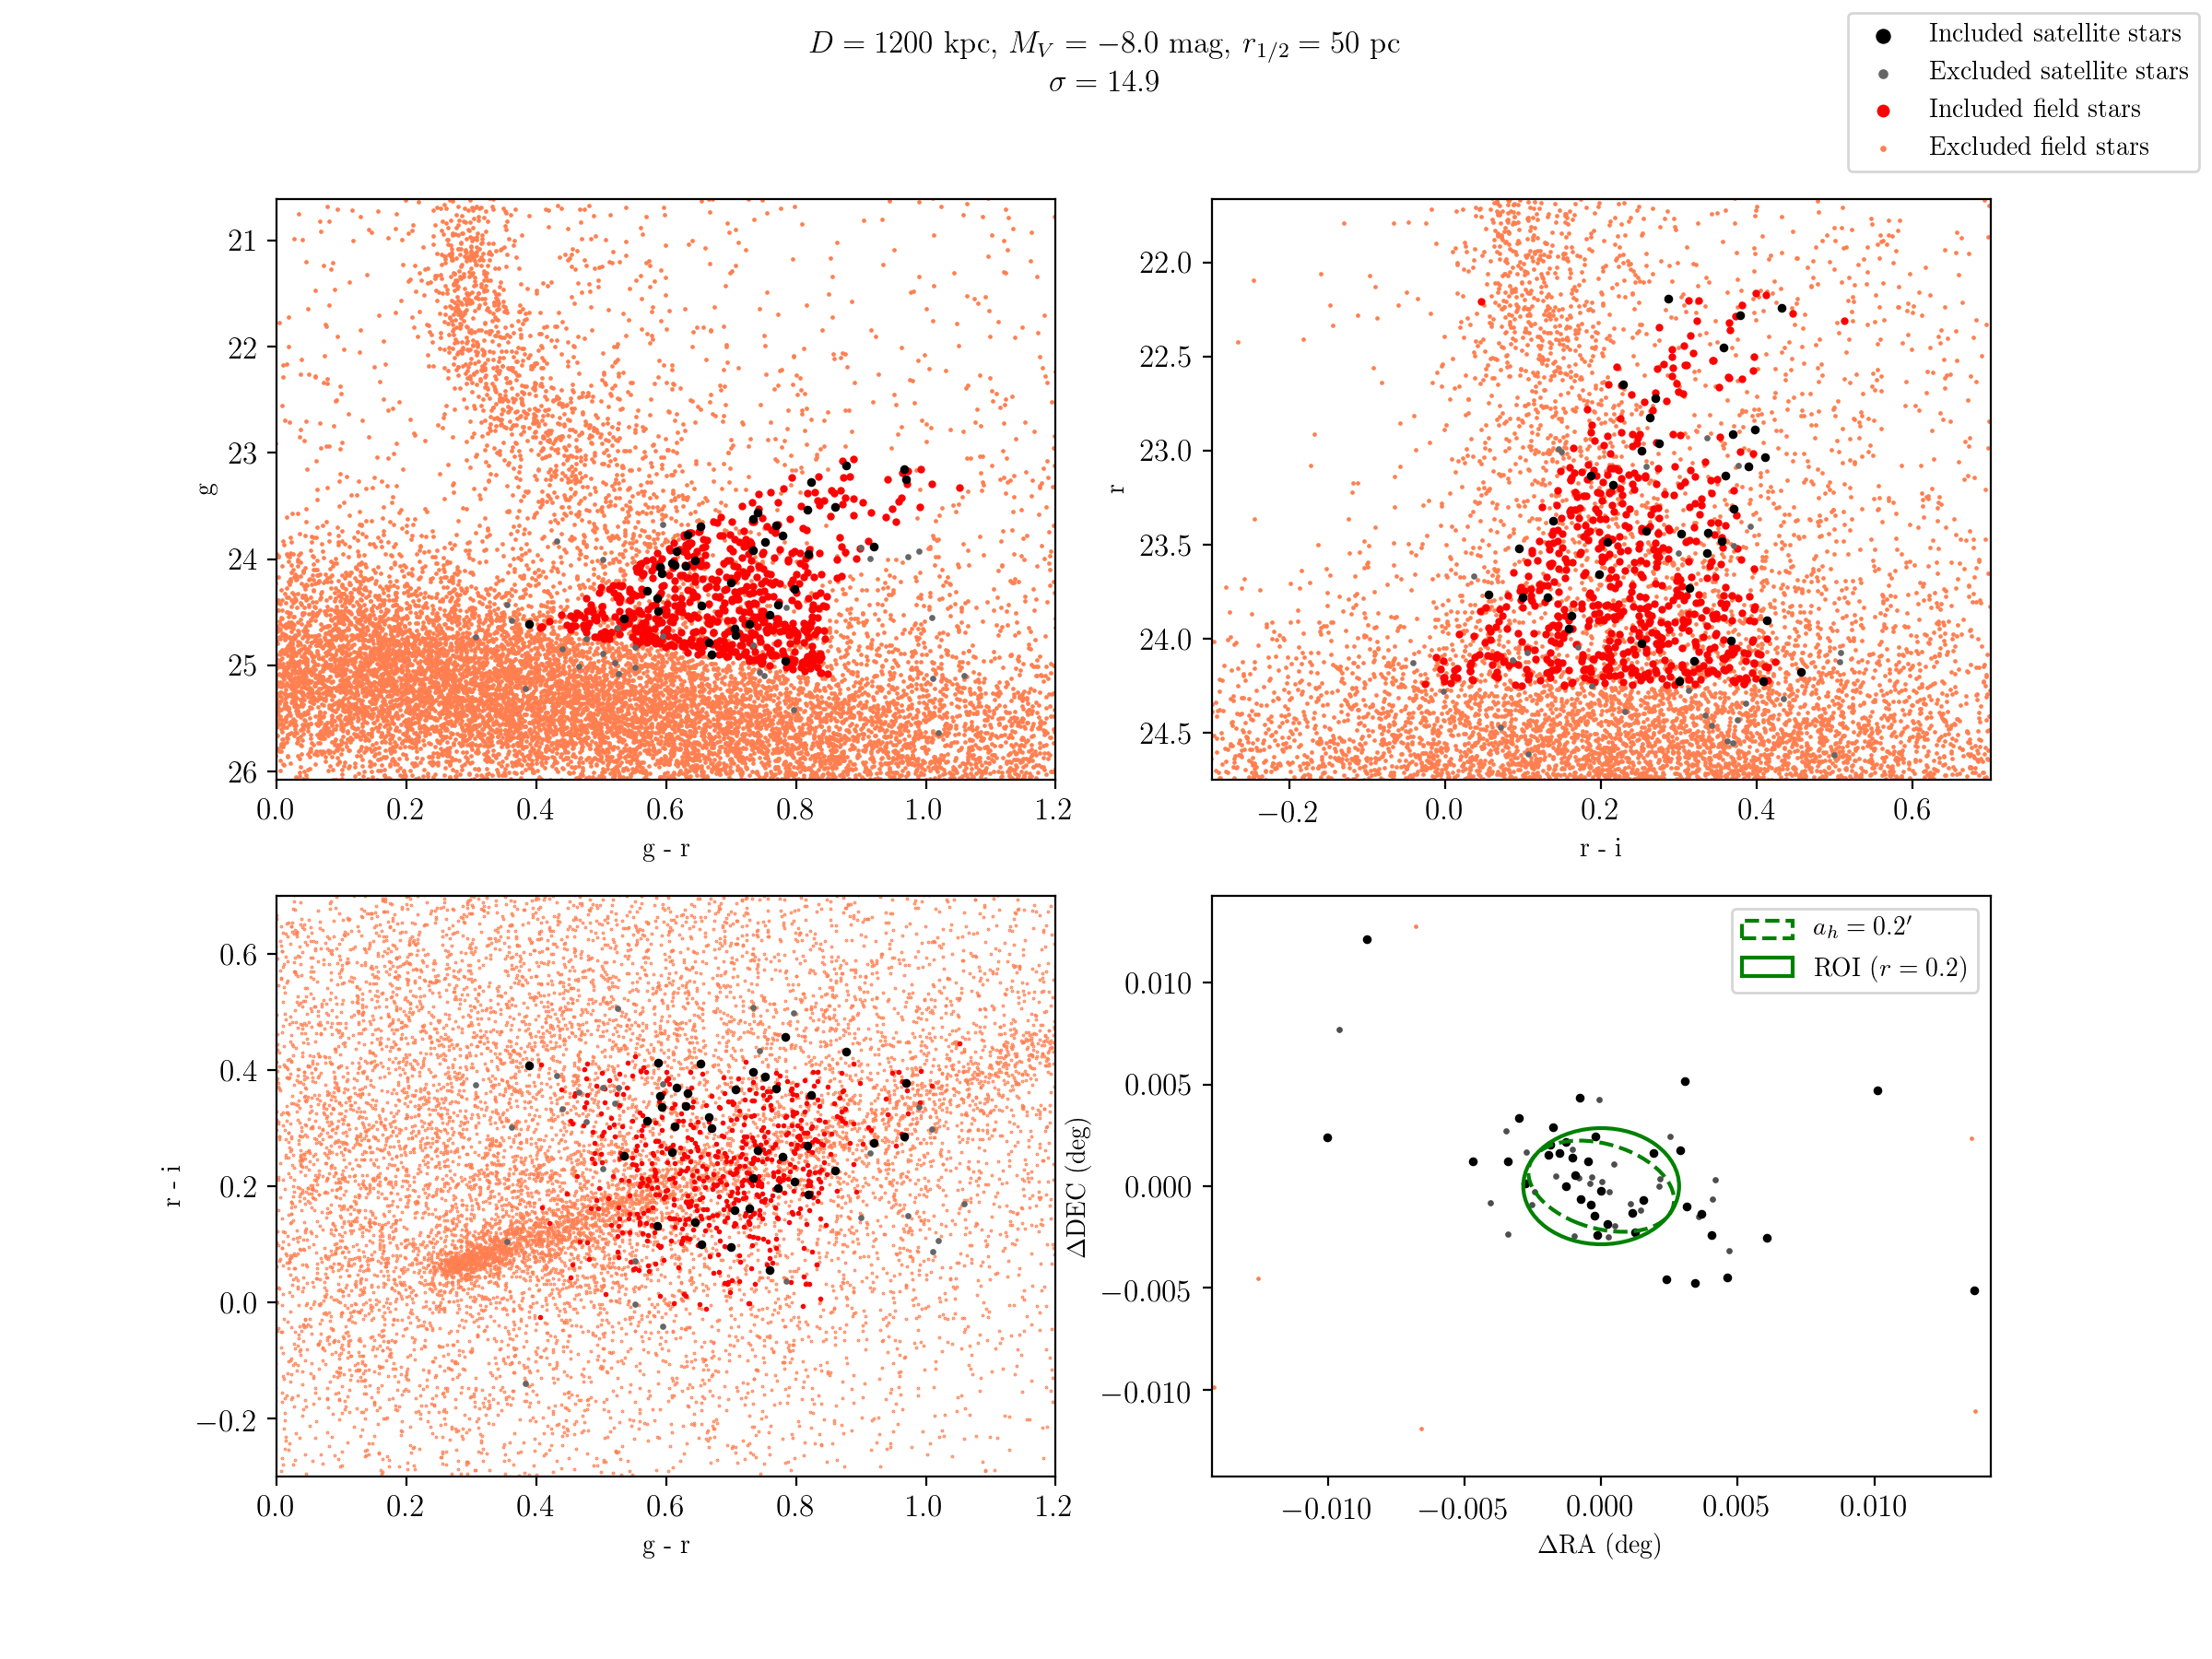 D = 1200 kpc, M_V = −8.0 mag, r_{1/2} = 50 pc
σ = 14.9
Included satellite stars
Excluded satellite stars
Included field stars
Excluded field stars
21
22
23
24
25
26
g
0.0 0.2 0.4 0.6 0.8 1.0 1.2
g - r
22.0
22.5
23.0
23.5
24.0
24.5
r
−0.2 0.0 0.2 0.4 0.6
r - i
0.6
0.4
0.2
0.0
−0.2
r - i
0.0 0.2 0.4 0.6 0.8 1.0 1.2
g - r
a_h = 0.2′
ROI (r = 0.2)
0.010
0.005
0.000
−0.005
−0.010
ΔDEC (deg)
−0.010 −0.005 0.000 0.005 0.010
ΔRA (deg)